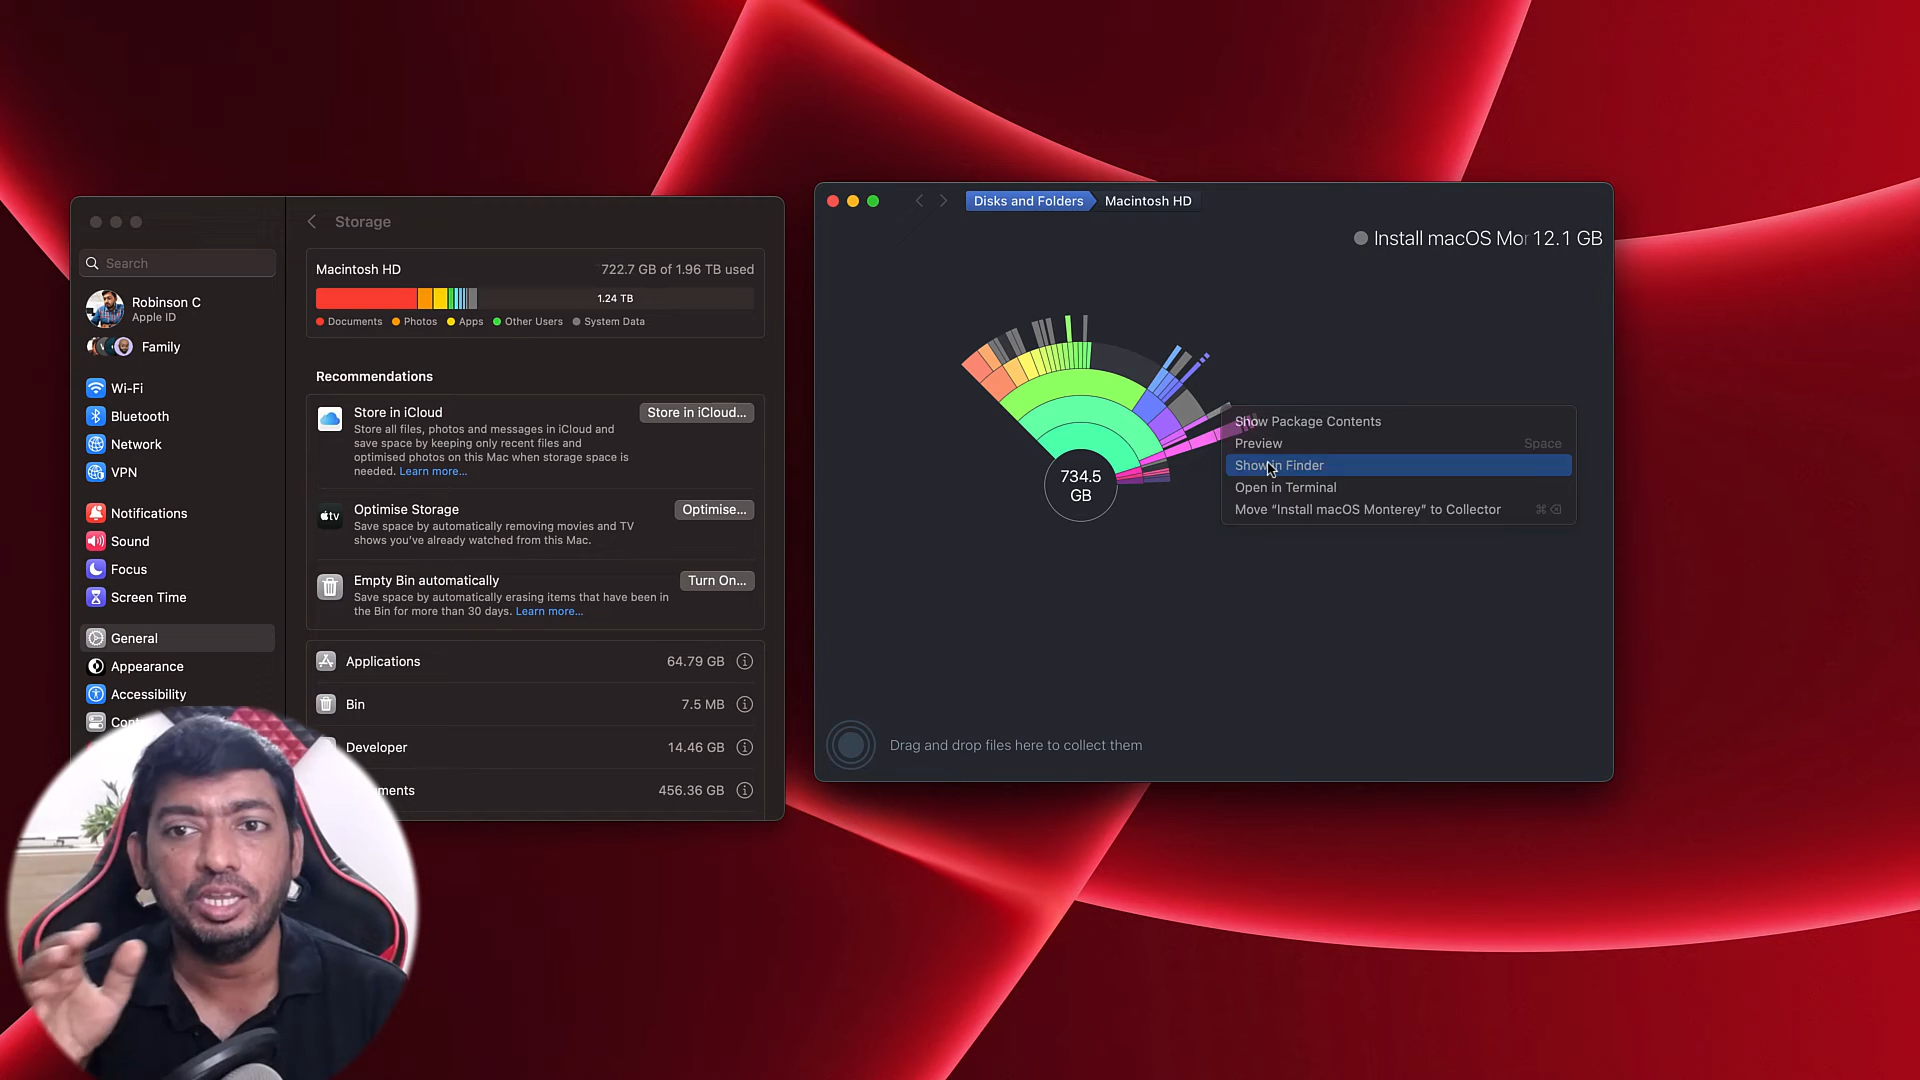 Storage
Search
Robinson C
Apple ID
Family
Wi-Fi
Bluetooth
Network
VPN
Notifications
Sound
Focus
Screen Time
General
Appearance
Accessibility
Macintosh HD
722.7 GB of 1.96 TB used
1.24 TB
Documents
Photos
Apps
Other Users
System Data
Recommendations
Store in iCloud
Store in iCloud...
Store all files, photos and messages in iCloud and
save space by keeping only recent files and
optimised photos on this Mac when storage space is
needed. Learn more...
Optimise Storage
Optimise...
Save space by automatically removing movies and TV
shows you've already watched from this Mac.
Empty Bin automatically
Turn On...
Save space by automatically erasing items that have been in
the Bin for more than 30 days. Learn more...
Applications
64.79 GB
Bin
7.5 MB
Developer
14.46 GB
ments
456.36 GB
tv
Disks and Folders
Macintosh HD
Install macOS Mo 12.1 GB
734.5
GB
Show Package Contents
Preview
Space
Show in Finder
Open in Terminal
Move “Install macOS Monterey” to Collector
Drag and drop files here to collect them